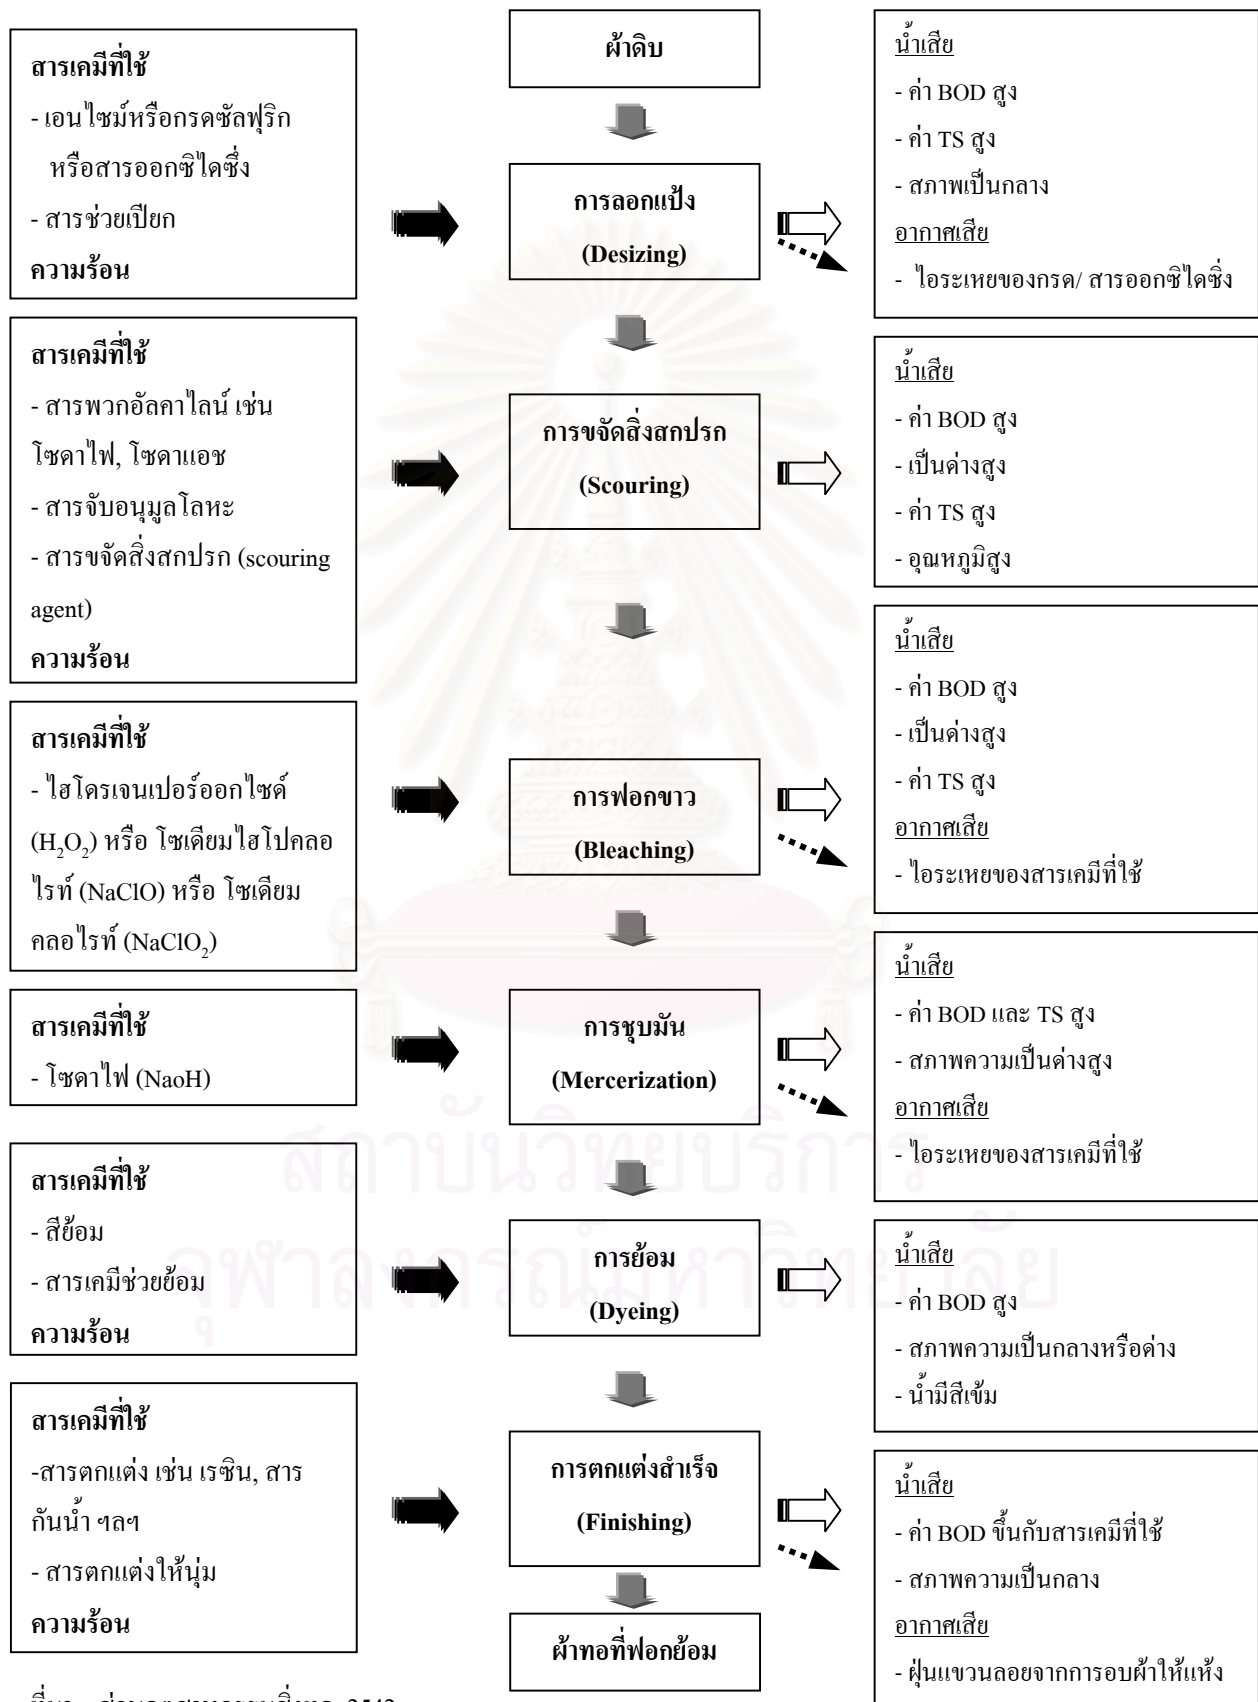 ผ้าดิบ
สารเคมีที่ใช้
- เอนไซม์หรือกรดซัลฟุริก
หรือสารออกซิไดซึ่ง
- สารช่วยเปียก
ความร้อน
การลอกแป้ง
(Desizing)
น้ำเสีย
- ค่า BOD สูง
- ค่า TS สูง
- สภาพเป็นกลาง
อากาศเสีย
- ไอระเหยของกรด/ สารออกซิไดซิ่ง
สารเคมีที่ใช้
- สารพวกอัลคาไลน์ เช่น
โซดาไฟ, โซดาแอช
- สารจับอนุมูลโลหะ
- สารขจัดสิ่งสกปรก (scouring
agent)
ความร้อน
การขจัดสิ่งสกปรก
(Scouring)
น้ำเสีย
- ค่า BOD สูง
- เป็นด่างสูง
- ค่า TS สูง
- อุณหภูมิสูง
สารเคมีที่ใช้
- ไฮโดรเจนเปอร์ออกไซด์
(H₂O₂) หรือ โซเดียมไฮโปคลอ
ไรท์ (NaClO) หรือ โซเดียม
คลอไรท์ (NaClO₂)
การฟอกขาว
(Bleaching)
น้ำเสีย
- ค่า BOD สูง
- เป็นด่างสูง
- ค่า TS สูง
อากาศเสีย
- ไอระเหยของสารเคมีที่ใช้
สารเคมีที่ใช้
- โซดาไฟ (NaoH)
การชุบมัน
(Mercerization)
น้ำเสีย
- ค่า BOD และ TS สูง
- สภาพความเป็นด่างสูง
อากาศเสีย
- ไอระเหยของสารเคมีที่ใช้
สารเคมีที่ใช้
- สีย้อม
- สารเคมีช่วยย้อม
ความร้อน
การย้อม
(Dyeing)
น้ำเสีย
- ค่า BOD สูง
- สภาพความเป็นกลางหรือด่าง
- น้ำมีสีเข้ม
สารเคมีที่ใช้
-สารตกแต่ง เช่น เรซิน, สาร
กันน้ำ ฯลฯ
- สารตกแต่งให้นุ่ม
ความร้อน
การตกแต่งสำเร็จ
(Finishing)
น้ำเสีย
- ค่า BOD ขึ้นกับสารเคมีที่ใช้
- สภาพความเป็นกลาง
อากาศเสีย
- ฝุ่นแขวนลอยจากการอบผ้าให้แห้ง
ผ้าทอที่ฟอกย้อม
สถาบันวิทยบริการ
จุฬาลงกรณ์มหาวิทยาลัย